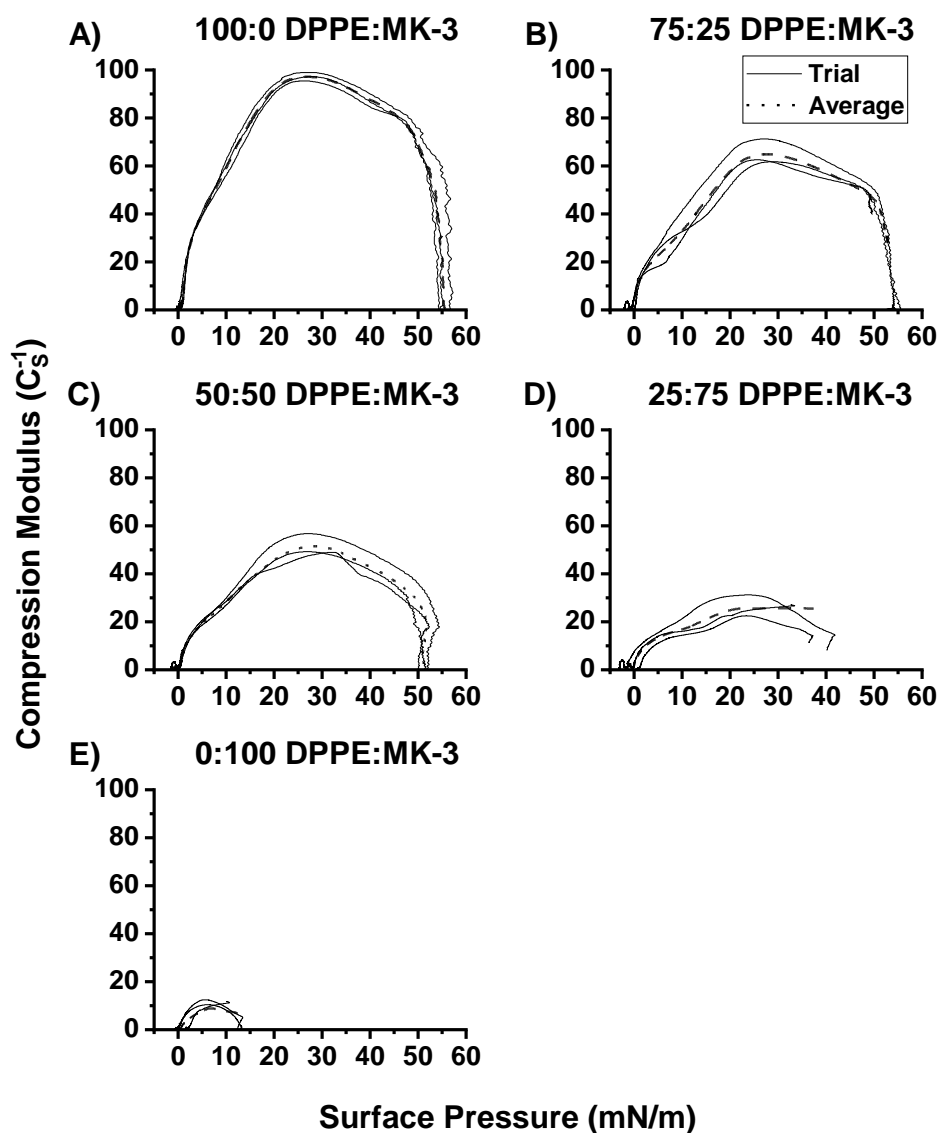 A) 100:0 DPPE:MK-3
100
80
60
40
20
0
0 10 20 30 40 50 60
B) 75:25 DPPE:MK-3
Trial
Average
100
80
60
40
20
0
0 10 20 30 40 50 60
C) 50:50 DPPE:MK-3
100
80
60
40
20
0
0 10 20 30 40 50 60
D) 25:75 DPPE:MK-3
100
80
60
40
20
0
0 10 20 30 40 50 60
E) 0:100 DPPE:MK-3
100
80
60
40
20
0
0 10 20 30 40 50 60
Compression Modulus (C_S^-1)
Surface Pressure (mN/m)